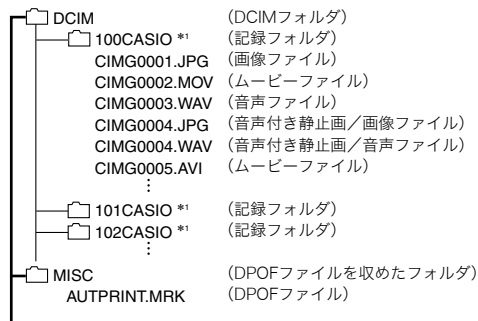 DCIM (DCIMフォルダ)
100CASIO *1 (記録フォルダ)
CIMG0001.JPG (画像ファイル)
CIMG0002.MOV (ムービーファイル)
CIMG0003.WAV (音声ファイル)
CIMG0004.JPG (音声付き静止画／画像ファイル)
CIMG0004.WAV (音声付き静止画／音声ファイル)
CIMG0005.AVI (ムービーファイル)
⋮
101CASIO *1 (記録フォルダ)
102CASIO *1 (記録フォルダ)
⋮
MISC (DPOFファイルを収めたフォルダ)
AUTPRINT.MRK (DPOFファイル)